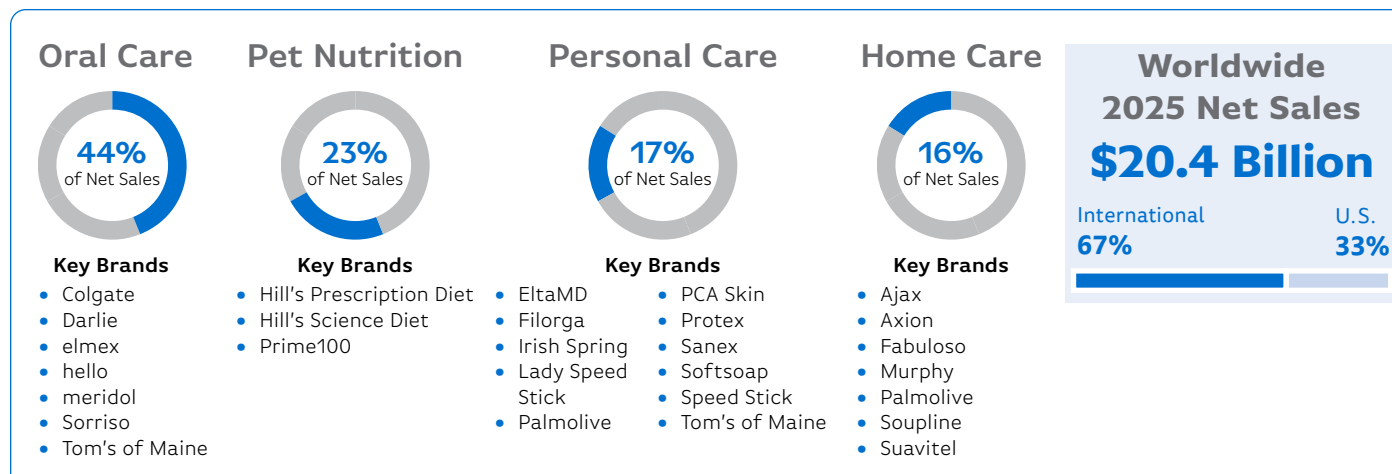 Oral Care
44%
of Net Sales
Key Brands
• Colgate
• Darlie
• elmex
• hello
• meridol
• Sorriso
• Tom's of Maine
Pet Nutrition
23%
of Net Sales
Key Brands
• Hill's Prescription Diet
• Hill's Science Diet
• Prime100
Personal Care
17%
of Net Sales
Key Brands
• EltaMD
• Filorga
• Irish Spring
• Lady Speed
Stick
• Palmolive
• PCA Skin
• Protex
• Sanex
• Softsoap
• Speed Stick
• Tom's of Maine
Home Care
16%
of Net Sales
Key Brands
• Ajax
• Axion
• Fabuloso
• Murphy
• Palmolive
• Soupline
• Suavitel
Worldwide
2025 Net Sales
$20.4 Billion
International
67%
U.S.
33%